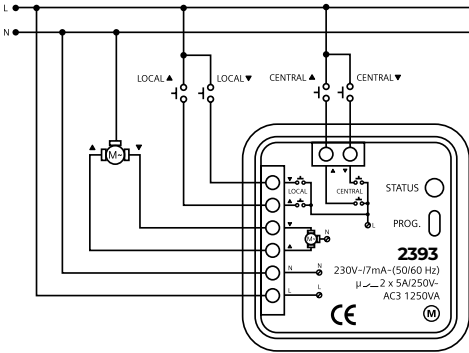 L
N
LOCAL ▲ LOCAL ▼ CENTRAL ▲ CENTRAL ▼
▲ ▼
M~
▼ LOCAL
▲
▲ ▼
CENTRAL
L
▼
M~ N
▲
N N
L L
STATUS
PROG.
2393
230V~/7mA~(50/60 Hz)
µ 2 x 5A/250V~
AC3 1250VA
CE
M